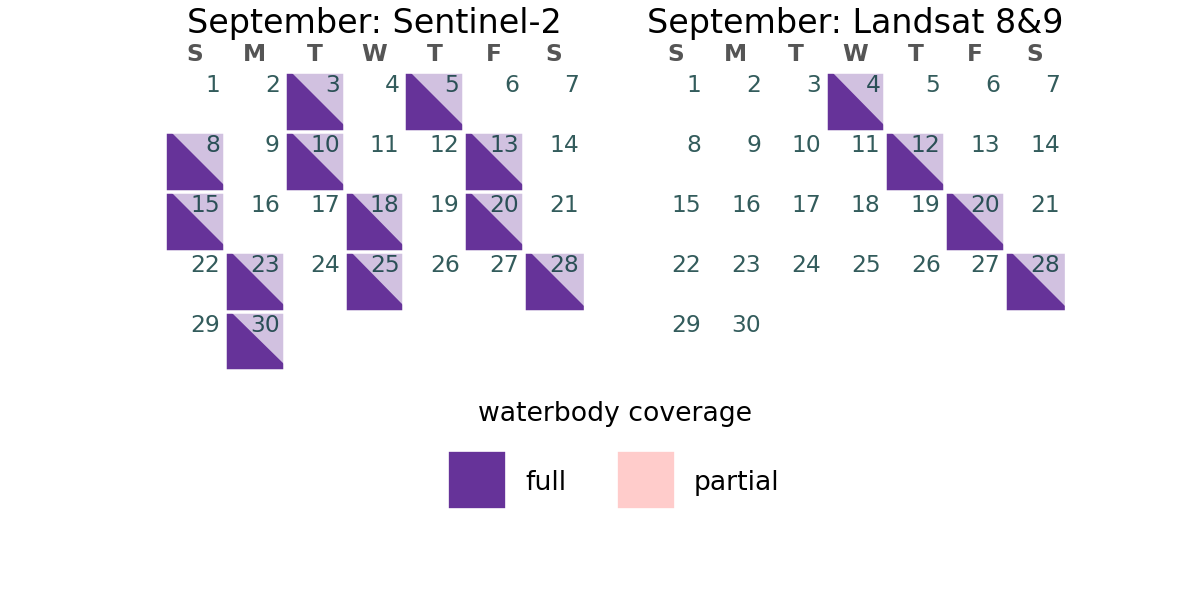 September: Sentinel-2
S M T W T F S
1 2 3 4 5 6 7
8 9 10 11 12 13 14
15 16 17 18 19 20 21
22 23 24 25 26 27 28
29 30
September: Landsat 8&9
S M T W T F S
1 2 3 4 5 6 7
8 9 10 11 12 13 14
15 16 17 18 19 20 21
22 23 24 25 26 27 28
29 30
waterbody coverage
full
partial